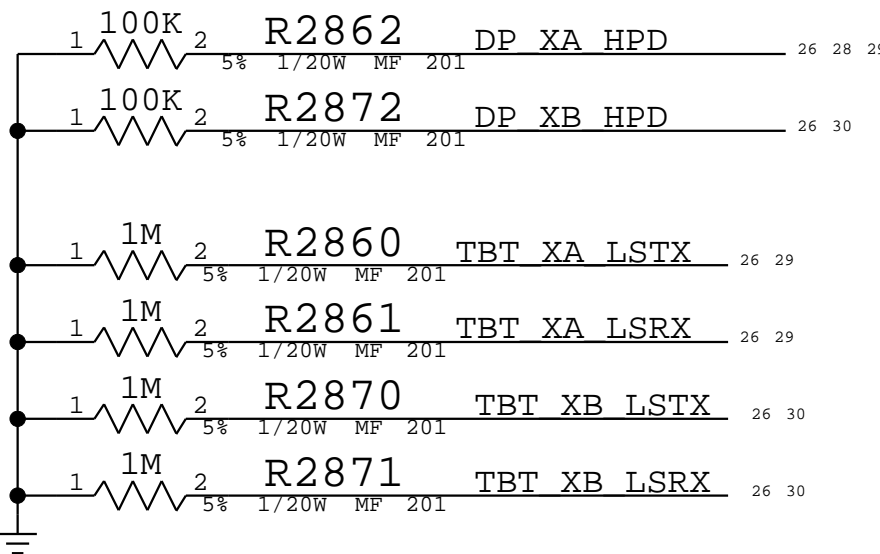 100K
1 2 R2862 DP_XA_HPD 26 28 29
5% 1/20W MF 201
100K
1 2 R2872 DP_XB_HPD 26 30
5% 1/20W MF 201
1M
1 2 R2860 TBT_XA_LSTX 26 29
5% 1/20W MF 201
1M
1 2 R2861 TBT_XA_LSRX 26 29
5% 1/20W MF 201
1M
1 2 R2870 TBT_XB_LSTX 26 30
5% 1/20W MF 201
1M
1 2 R2871 TBT_XB_LSRX 26 30
5% 1/20W MF 201